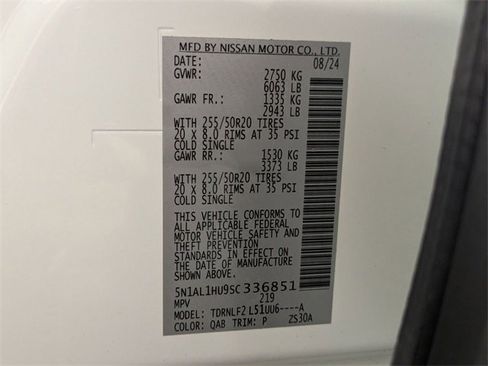 MFD BY NISSAN MOTOR CO., LTD.
DATE: 08/24
GVWR: 2750 KG
6063 LB
GAWR FR.: 1335 KG
2943 LB
WITH 255/50R20 TIRES
20 x 8.0 RIMS AT 35 PSI
COLD SINGLE
GAWR RR.: 1530 KG
3373 LB
WITH 255/50R20 TIRES
20 x 8.0 RIMS AT 35 PSI
COLD SINGLE
THIS VEHICLE CONFORMS TO
ALL APPLICABLE FEDERAL
MOTOR VEHICLE SAFETY AND
THEFT PREVENTION
STANDARDS IN EFFECT ON
THE DATE OF MANUFACTURE
SHOWN ABOVE.
5N1AL1HU9SC336851
MPV 219
MODEL: TDRNLF2 L51UU6----A
COLOR: QAB TRIM: P ZS30A